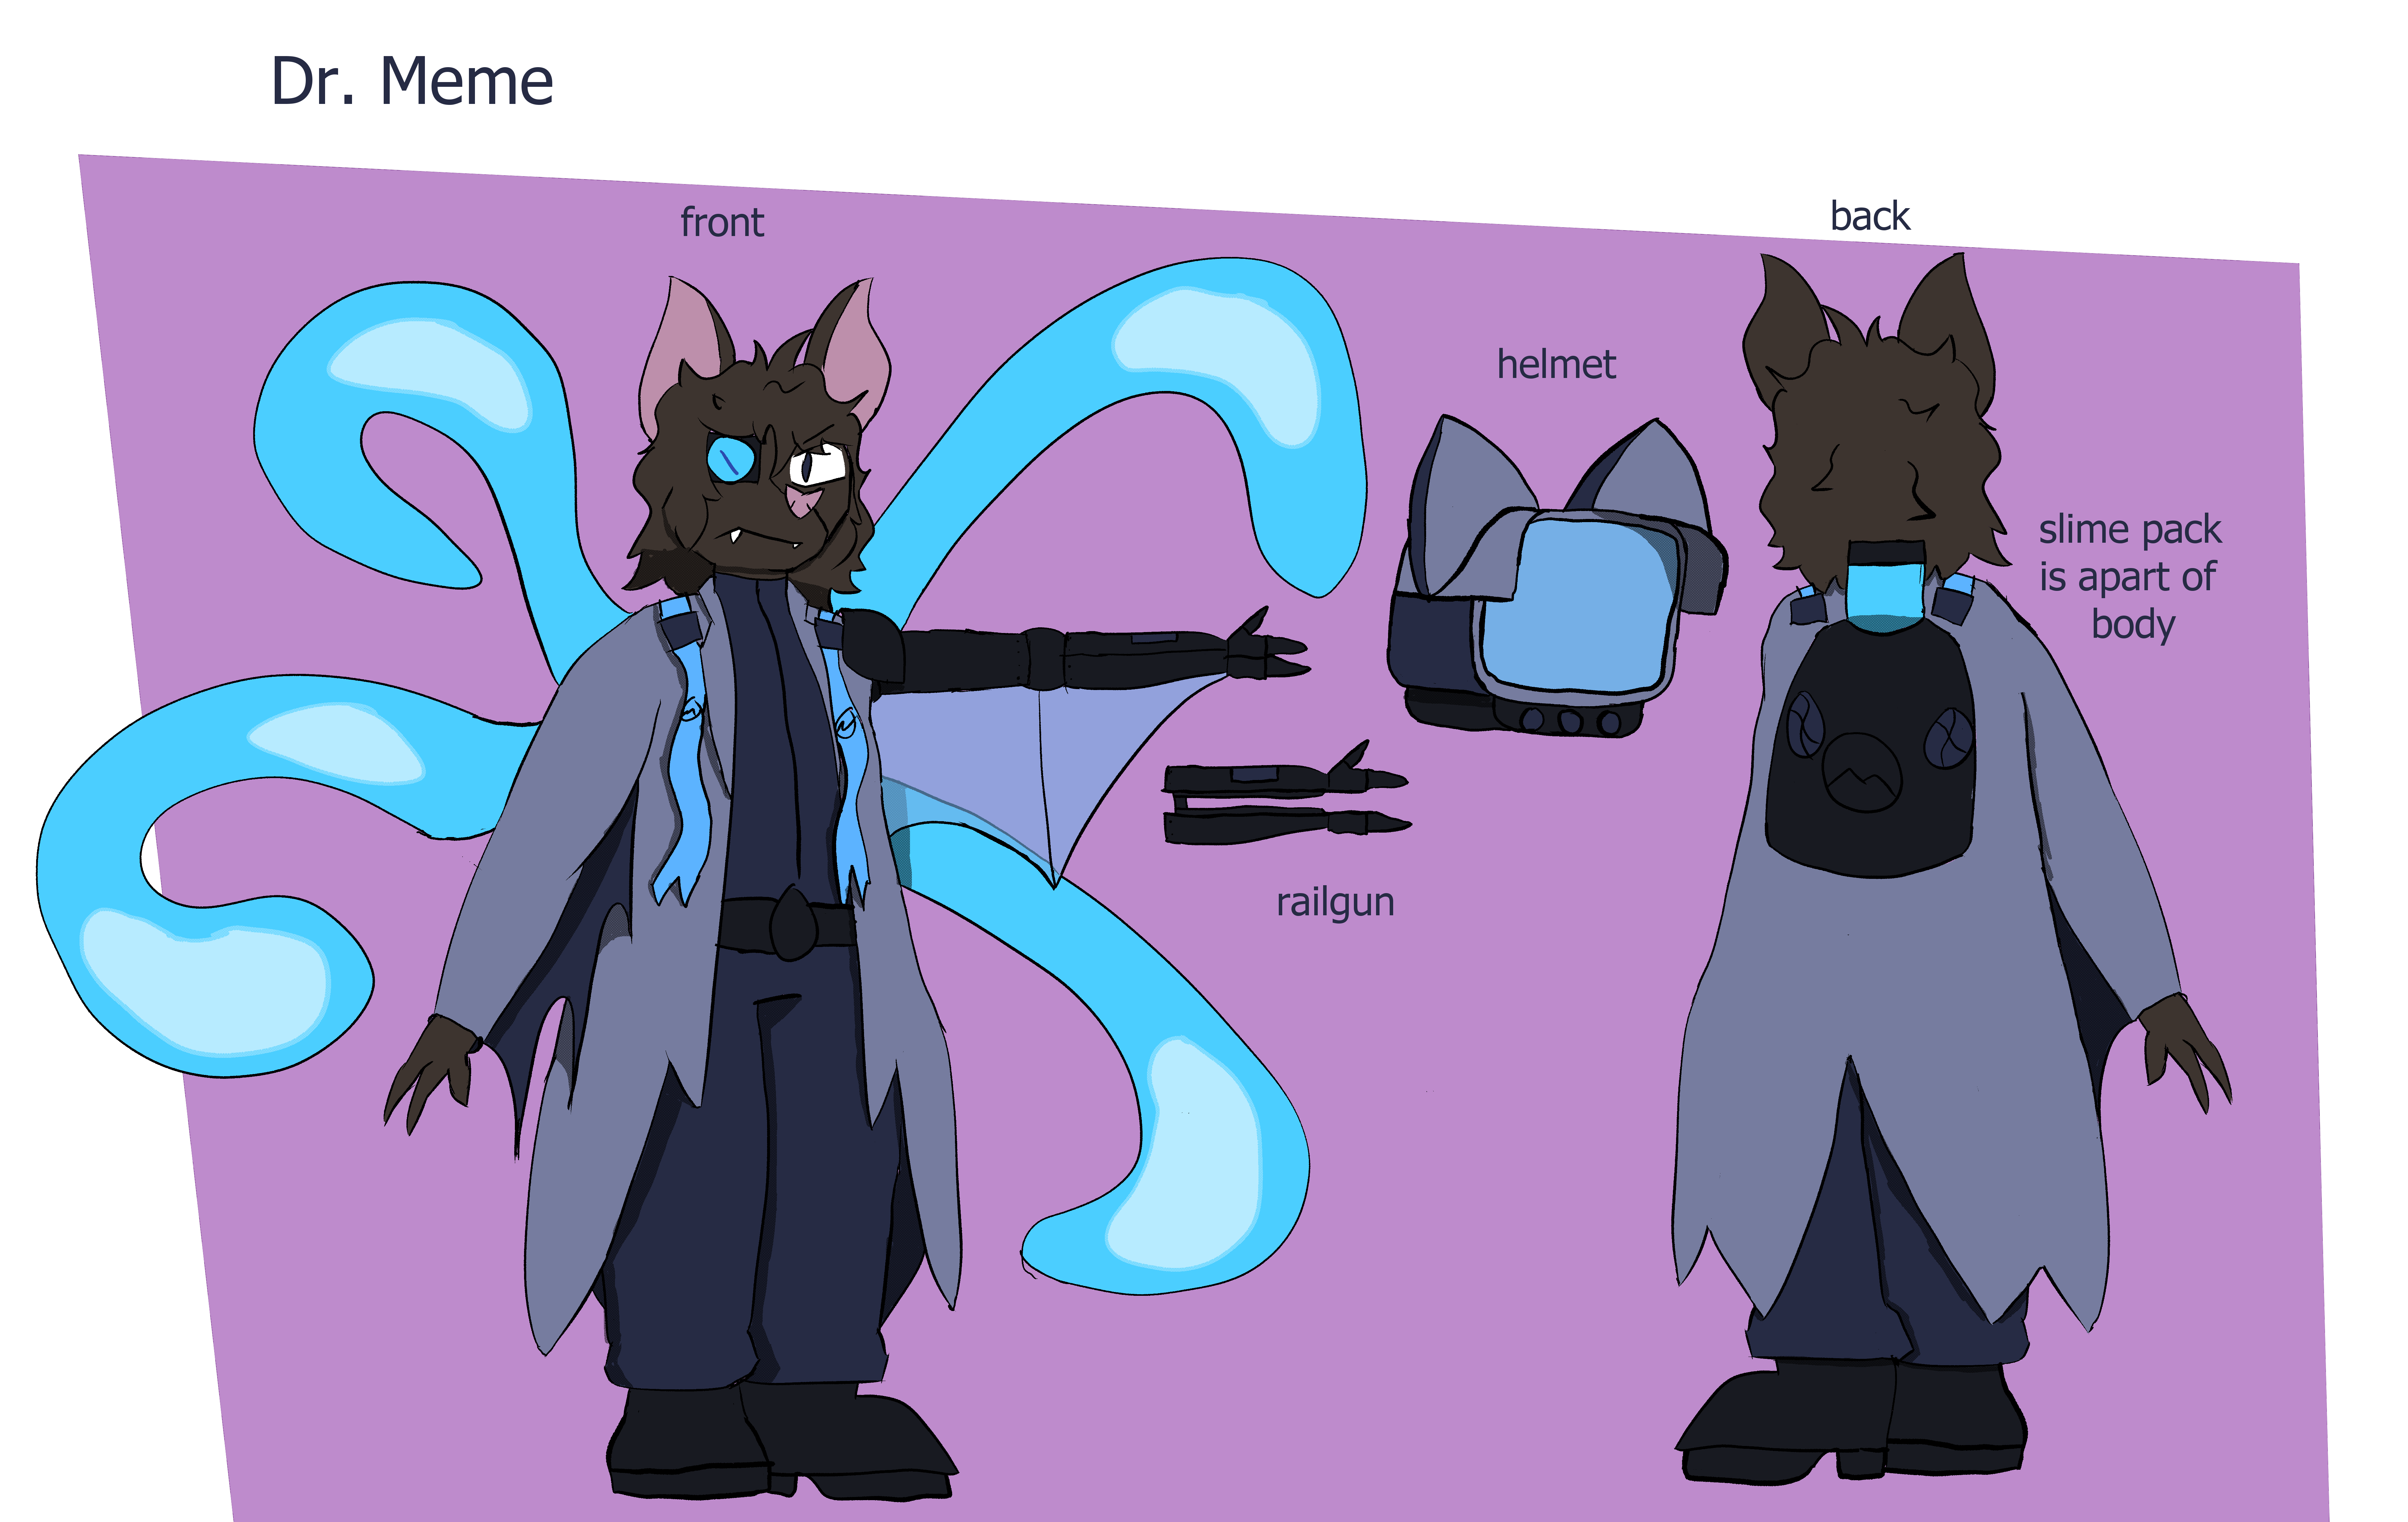 Dr. Meme
front
back
helmet
slime pack
is apart of
body
railgun